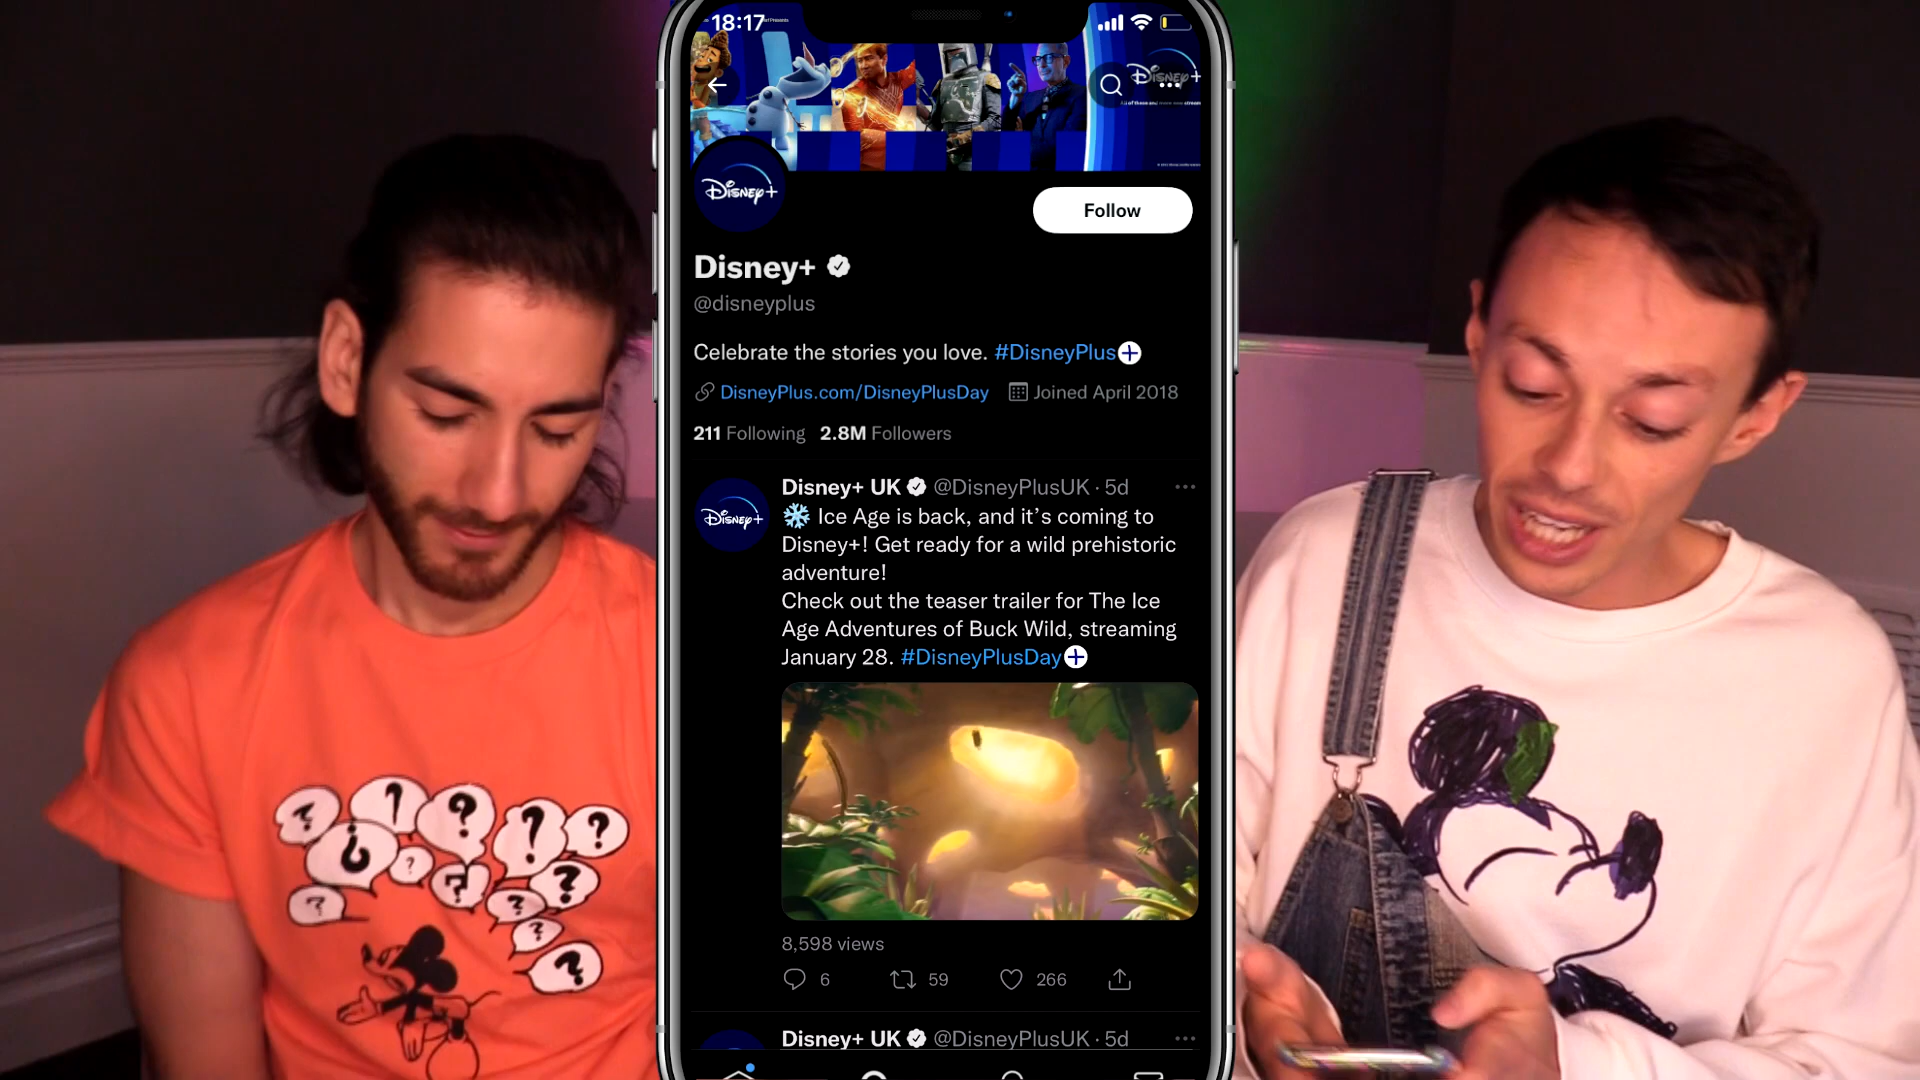 18:17
Disney+
Disney+
Follow
Disney+
@disneyplus
Celebrate the stories you love. #DisneyPlus
DisneyPlus.com/DisneyPlusDay Joined April 2018
211 Following 2.8M Followers
Disney+ UK @DisneyPlusUK · 5d
Disney+
❄️ Ice Age is back, and it's coming to
Disney+! Get ready for a wild prehistoric
adventure!
Check out the teaser trailer for The Ice
Age Adventures of Buck Wild, streaming
January 28. #DisneyPlusDay
8,598 views
6 59 266
Disney+ UK @DisneyPlusUK · 5d
? ? ? ? ? ? ? ? ? ? ? ? ?